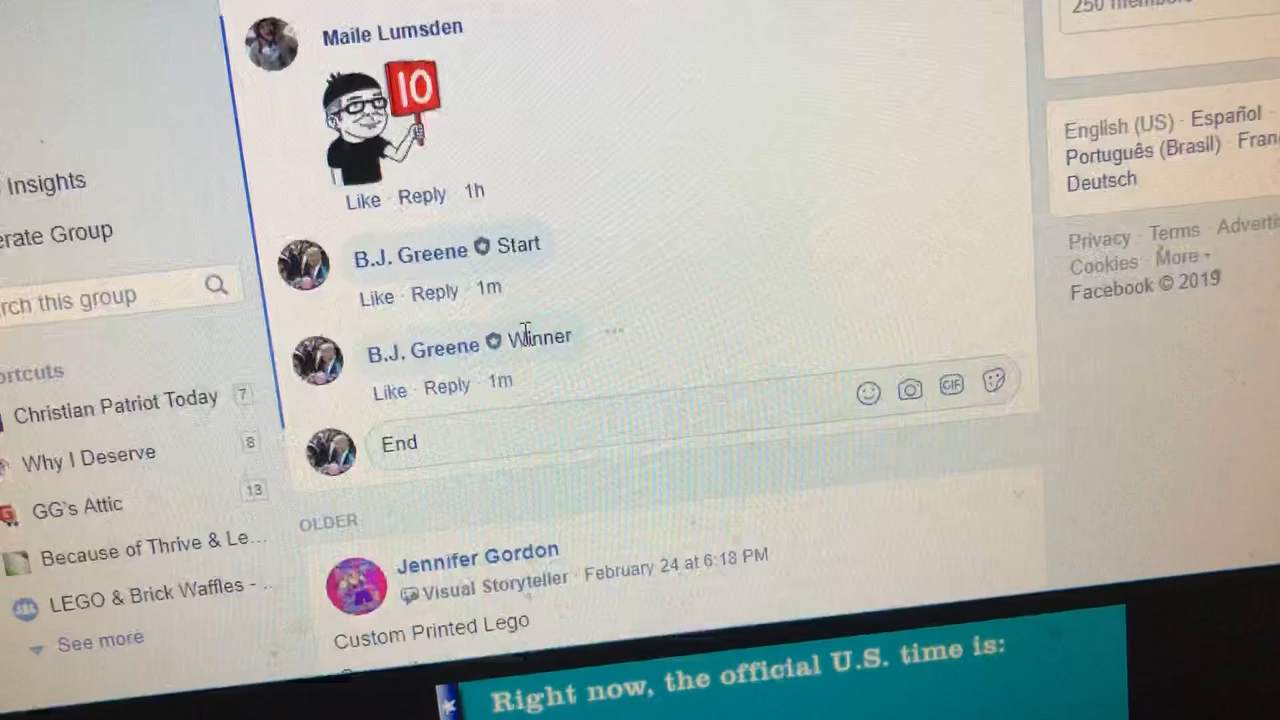 250 members
Maile Lumsden
10
Like · Reply · 1h
Insights
erate Group
rch this group
ortcuts
Christian Patriot Today 7
Why I Deserve 8
GG's Attic 13
Because of Thrive & Le...
LEGO & Brick Waffles - ..
See more
B.J. Greene Start
Like · Reply · 1m
B.J. Greene Winner
Like · Reply · 1m
GIF
End
OLDER
Jennifer Gordon
Visual Storyteller · February 24 at 6:18 PM
Custom Printed Lego
English (US) · Español ·
Português (Brasil) · Fran
Deutsch
Privacy · Terms · Adverti
Cookies · More
Facebook © 2019
Right now, the official U.S. time is: